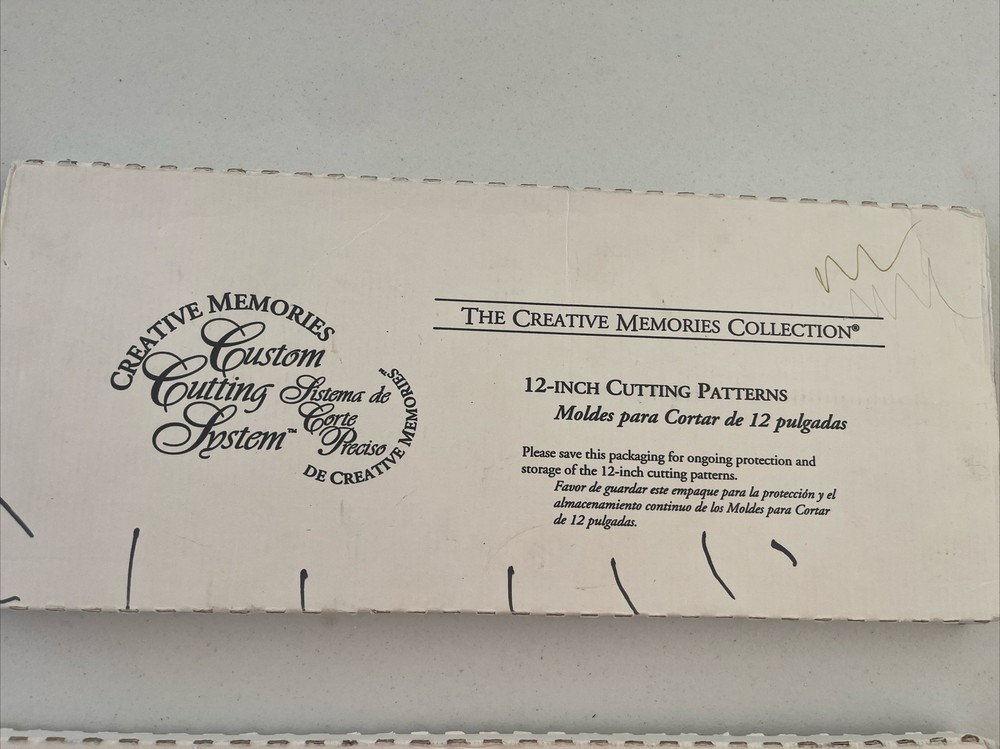 CREATIVE MEMORIES
Custom
Cutting
System™
Sistema de
Corte
Preciso
DE CREATIVE MEMORIES™
THE CREATIVE MEMORIES COLLECTION®
12-INCH CUTTING PATTERNS
Moldes para Cortar de 12 pulgadas
Please save this packaging for ongoing protection and
storage of the 12-inch cutting patterns.
Favor de guardar este empaque para la protección y el
almacenamiento continuo de los Moldes para Cortar
de 12 pulgadas.